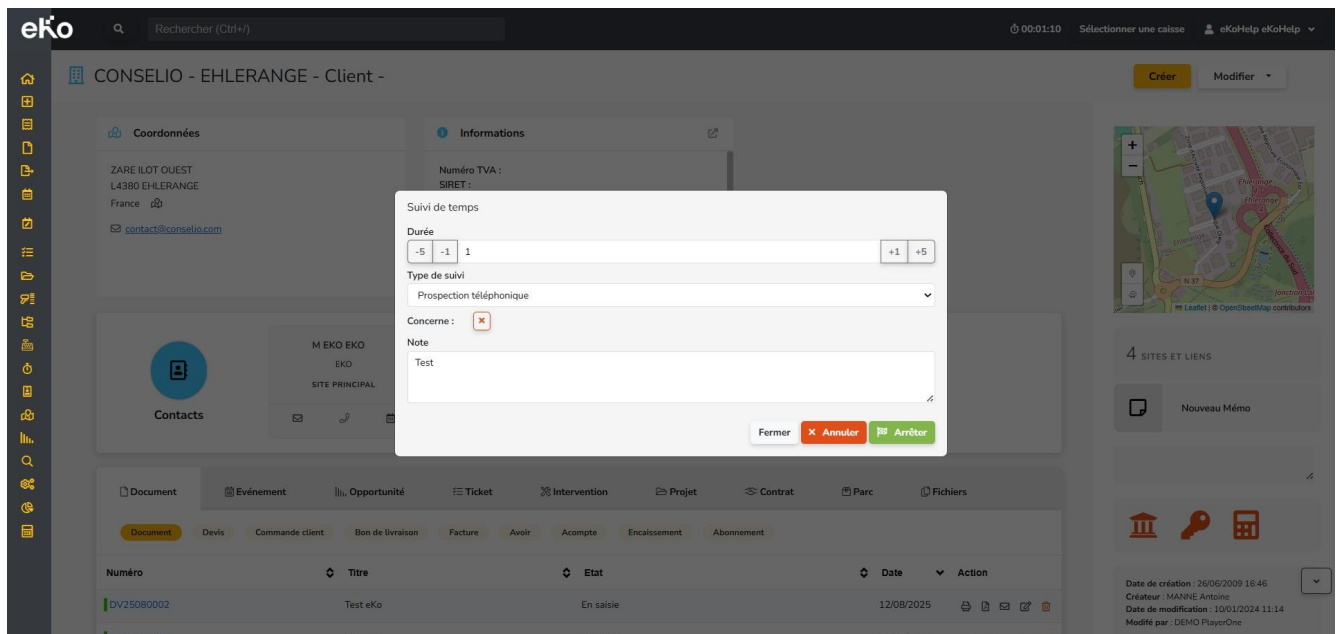 eKo
Rechercher (Ctrl+/)
00:01:10
Sélectionner une caisse
eKoHelp eKoHelp
CONSELIO - EHLERANGE - Client -
Créer
Modifier
Coordonnées
ZARE ILOT OUEST
L4380 EHLERANGE
France
contact@conselio.com
Informations
Numéro TVA :
SIRET :
Suivi de temps
Durée
-5 -1 1 +1 +5
Type de suivi
Prospection téléphonique
Concerne :
Note
Test
Fermer
Annuler
Arrêter
Contacts
M EKO EKO
EKO
SITE PRINCIPAL
+
−
Ehlerange
Ehlerange
Ehlerange
N 37
Leaflet | © OpenStreetMap contributors
4 SITES ET LIENS
Nouveau Mémo
Document Evénement Opportunité Ticket Intervention Projet Contrat Parc Fichiers
Document Devis Commande client Bon de livraison Facture Avoir Acompte Encaissement Abonnement
Numéro Titre Etat Date Action
DV25080002 Test eKo En saisie 12/08/2025
Date de création : 26/06/2009 16:46
Créateur : MANNE Antoine
Date de modification : 10/01/2024 11:14
Modifé par : DEMO PlayerOne